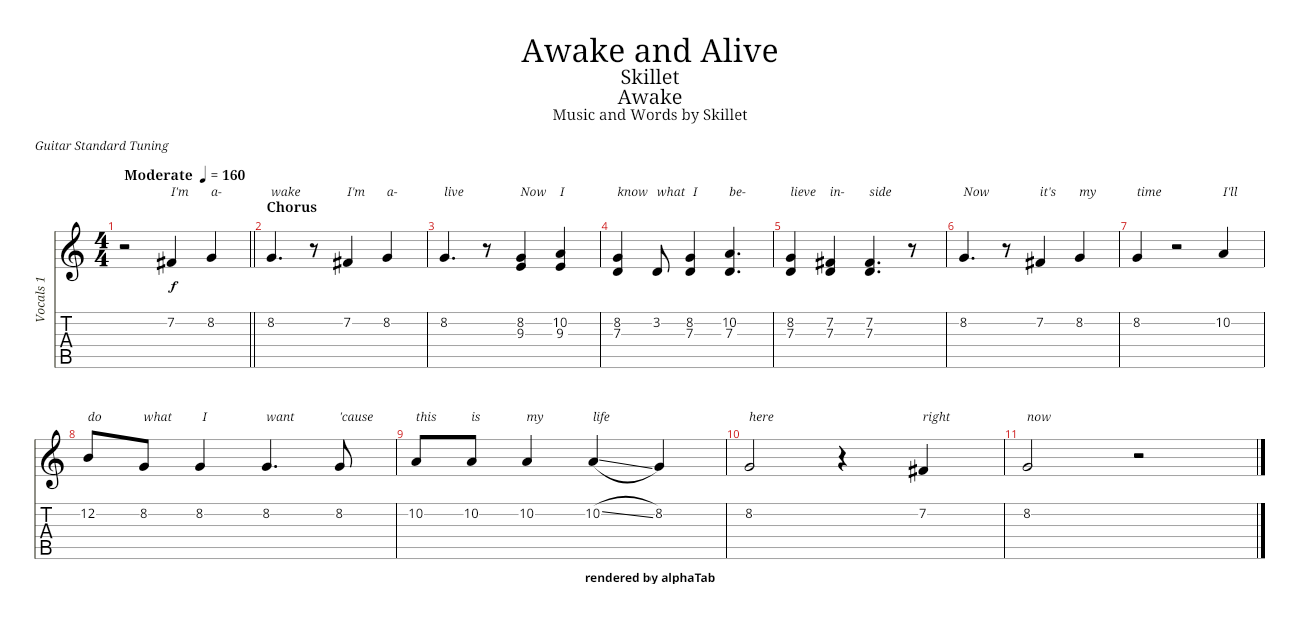 Awake and Alive
Skillet
Awake
Music and Words by Skillet
Guitar Standard Tuning
Moderate ♩ = 160
I'm a- wake I'm a- live Now I know what I be- lieve in- side Now it's my time I'll
Chorus
1 2 3 4 5 6 7
4
4
f
Vocals 1
T
A
B
7 8 8 7 8 8 8 10 8 3 8 10 8 7 7 8 7 8 8 10
9 9 7 7 7 7 7 7
do what I want 'cause this is my life here right now
8 9 10 11
T
A
B
12 8 8 8 8 10 10 10 10 8 8 7 8
rendered by alphaTab